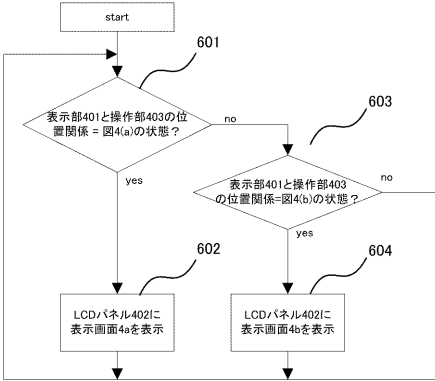 start
601
表示部401と操作部403の位
置関係 = 図4(a)の状態？
no
603
yes
表示部401と操作部403
の位置関係=図4(b)の状態？
no
yes
602
LCDパネル402に
表示画面4aを表示
604
LCDパネル402に
表示画面4bを表示